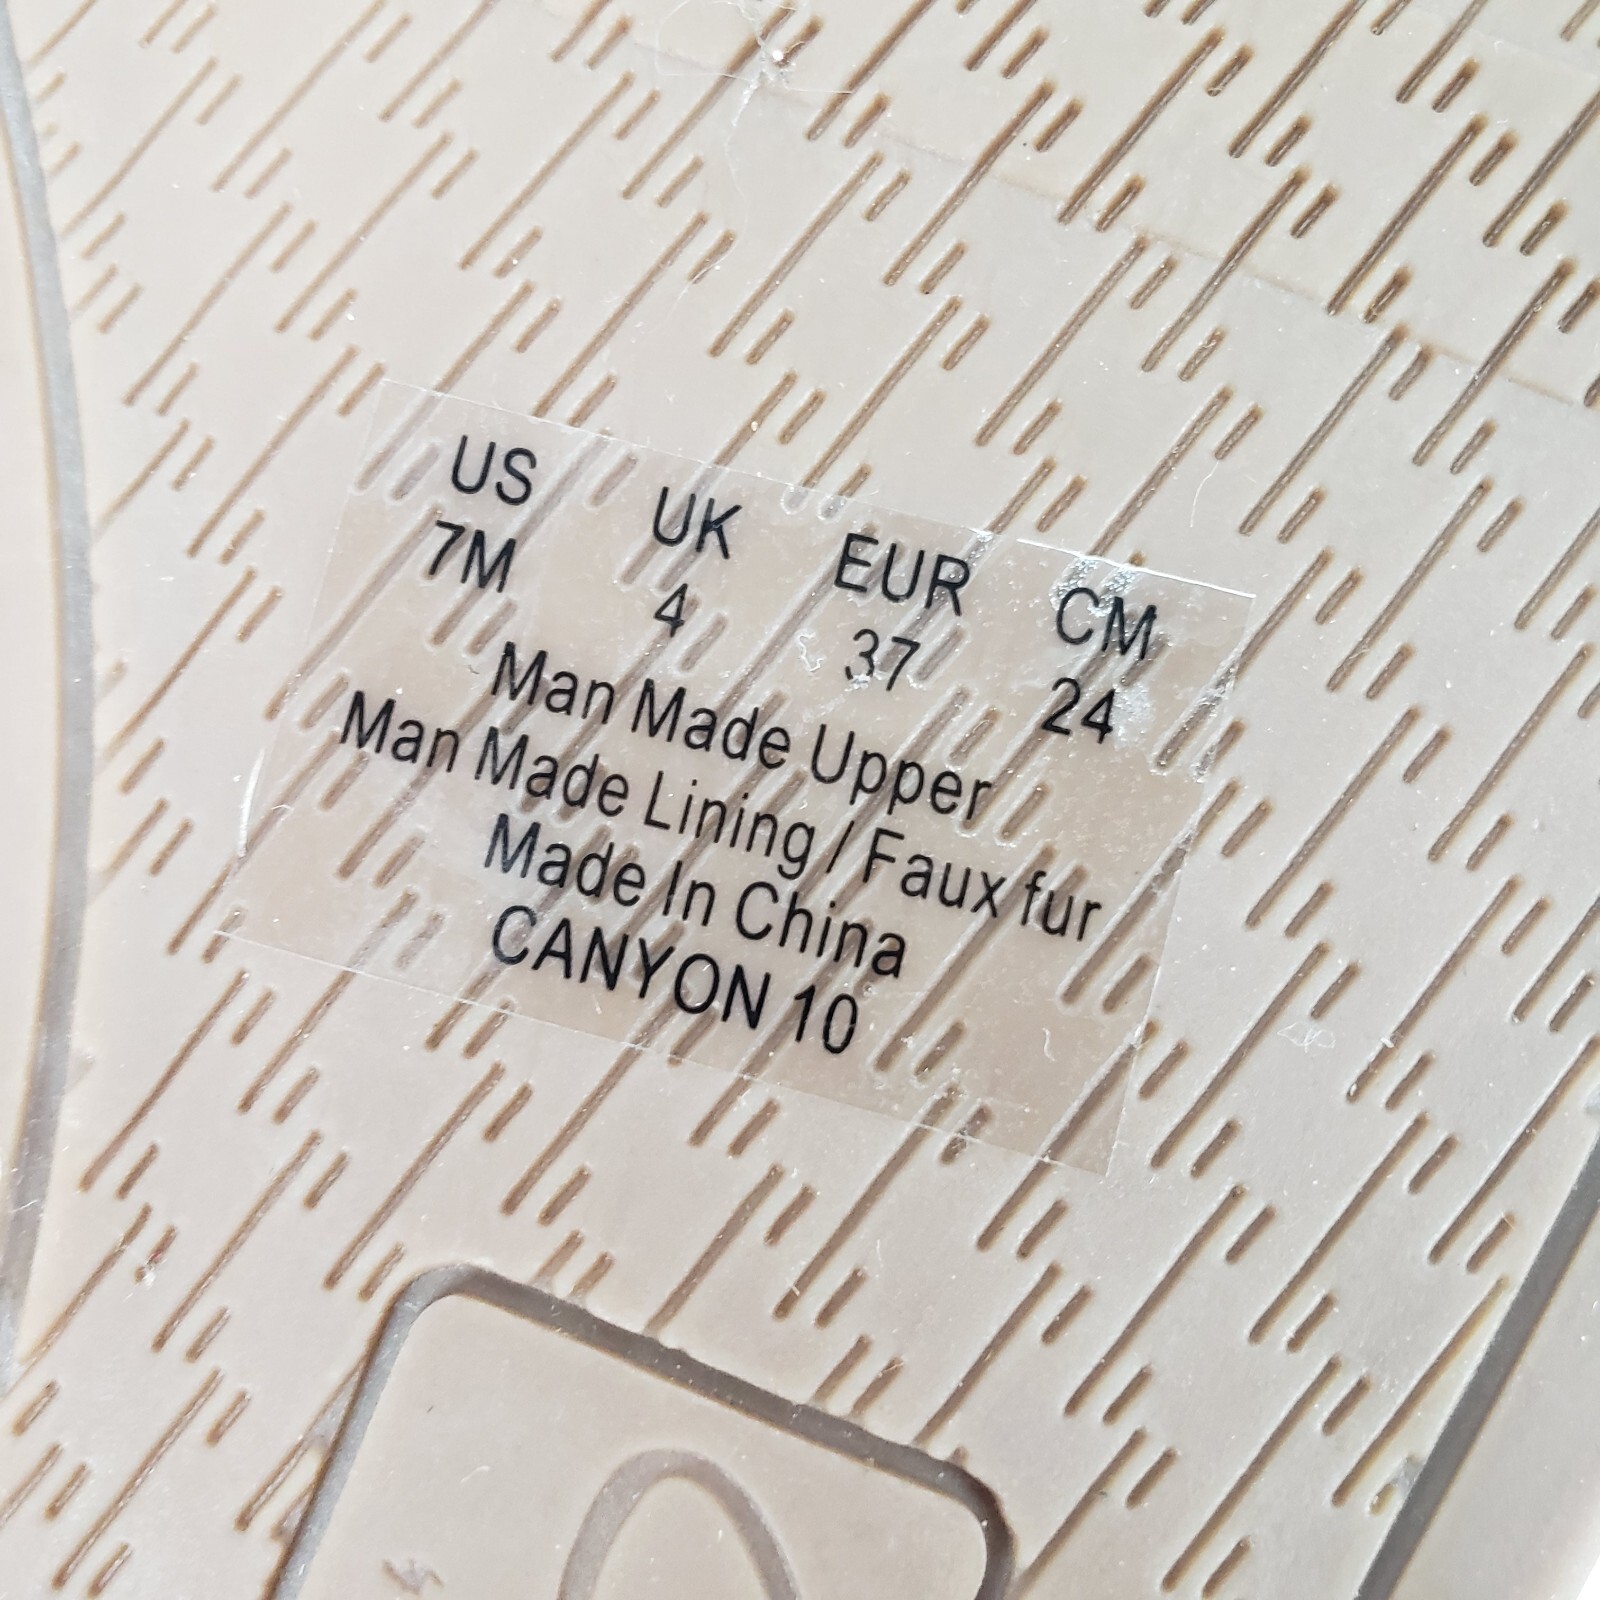 US UK EUR CM
7M 4 37 24
Man Made Upper
Man Made Lining / Faux fur
Made In China
CANYON 10